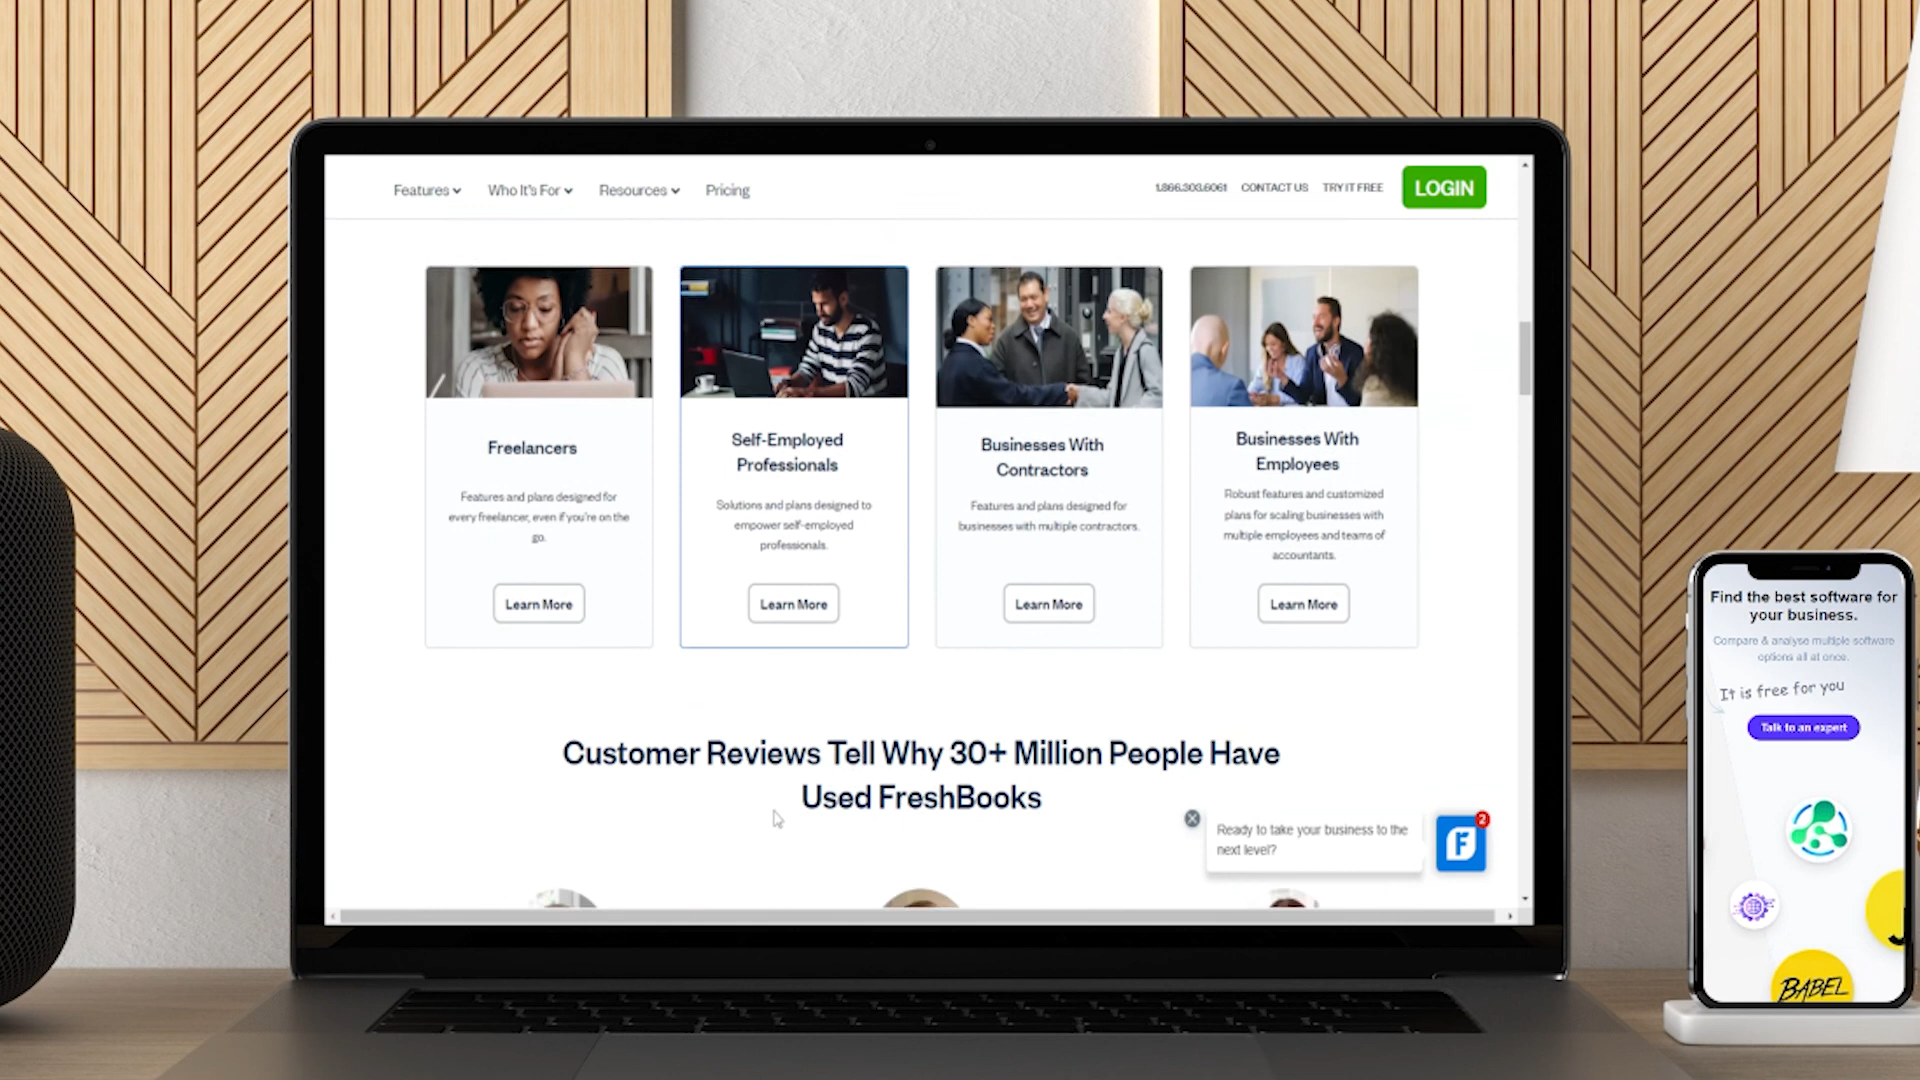 Features
Who It's For
Resources
Pricing
1.866.303.6061
CONTACT US
TRY IT FREE
LOGIN
Freelancers
Features and plans designed for
every freelancer, even if you're on the
go.
Learn More
Self-Employed
Professionals
Solutions and plans designed to
empower self-employed
professionals.
Learn More
Businesses With
Contractors
Features and plans designed for
businesses with multiple contractors.
Learn More
Businesses With
Employees
Robust features and customized
plans for scaling businesses with
multiple employees and teams of
accountants.
Learn More
Customer Reviews Tell Why 30+ Million People Have
Used FreshBooks
Ready to take your business to the
next level?
F
2
Find the best software for
your business.
Compare & analyse multiple software
options all at once.
It is free for you
Talk to an expert
BABEL